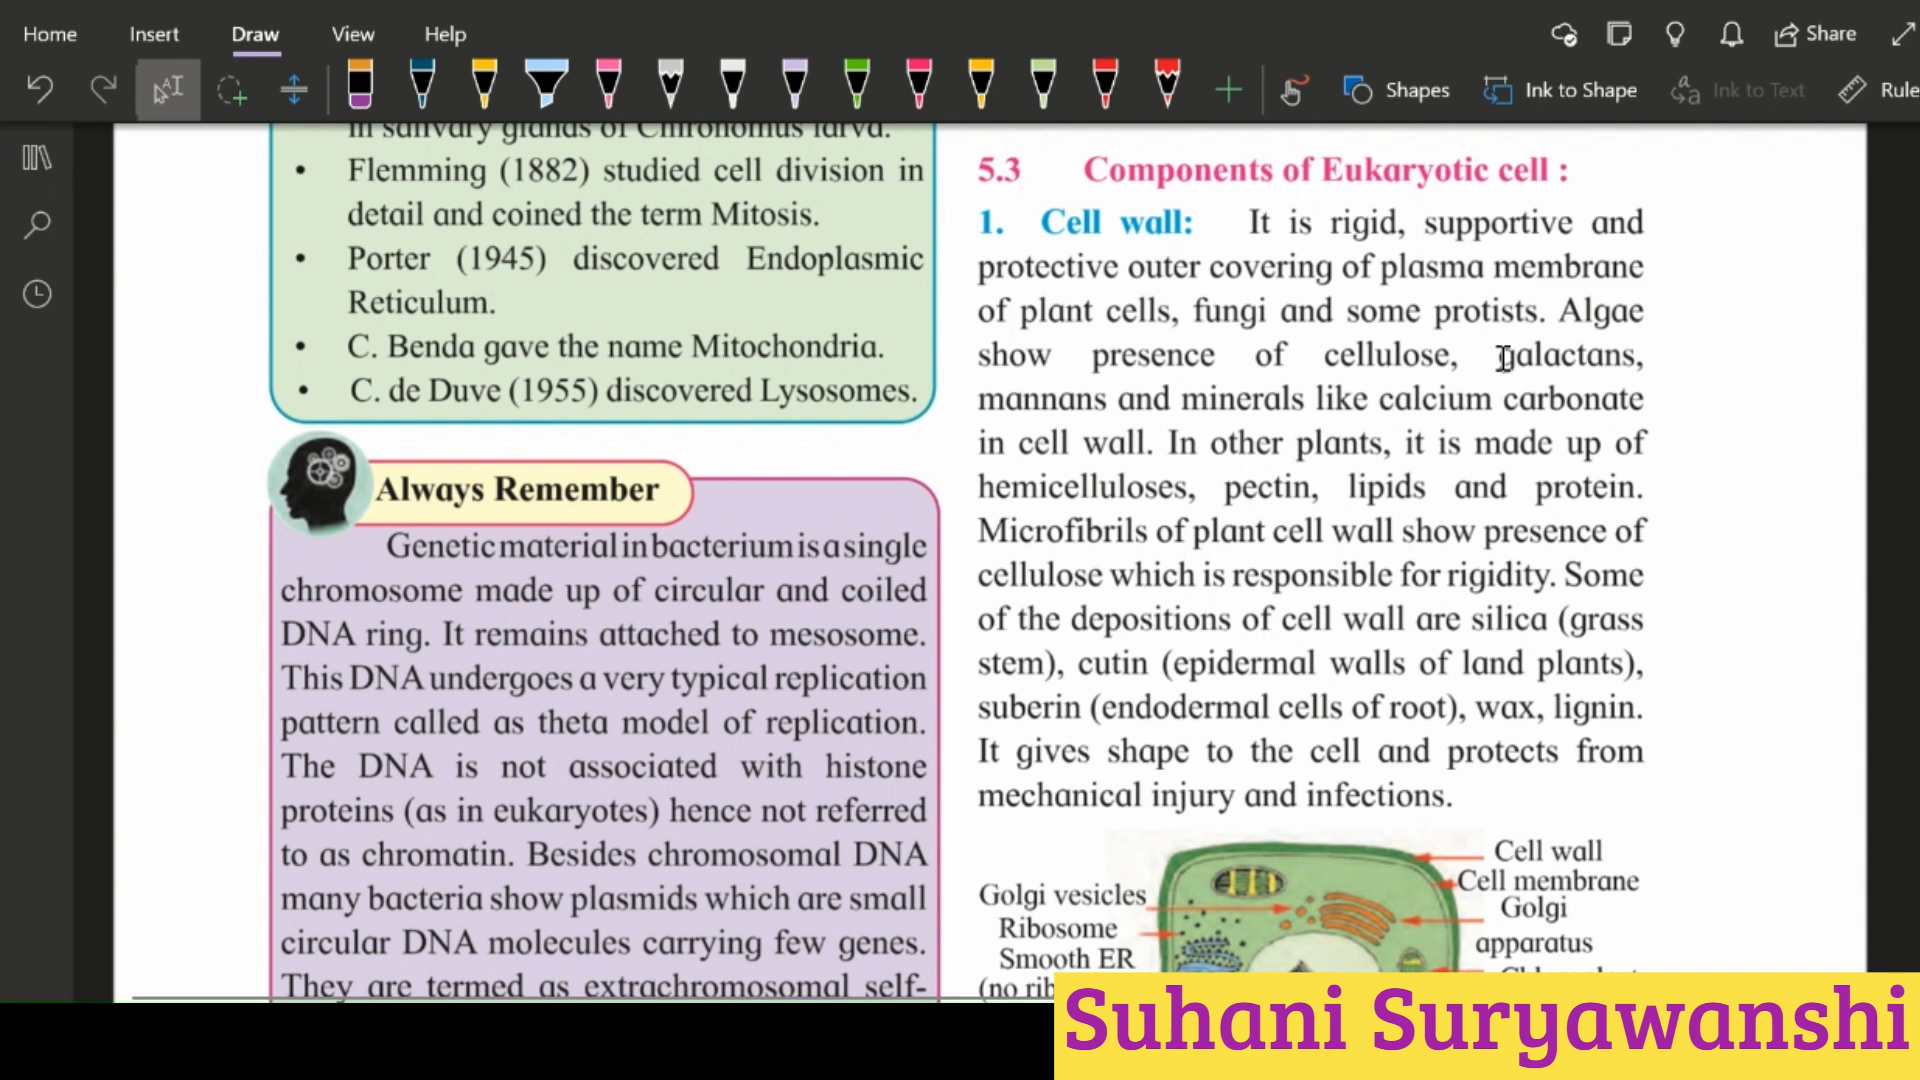 Home Insert Draw View Help Share
Shapes Ink to Shape Ink to Text Rule
in salivary glands of Chironomus larva.
• Flemming (1882) studied cell division in
detail and coined the term Mitosis.
• Porter (1945) discovered Endoplasmic
Reticulum.
• C. Benda gave the name Mitochondria.
• C. de Duve (1955) discovered Lysosomes.
Always Remember
Genetic material in bacterium is a single
chromosome made up of circular and coiled
DNA ring. It remains attached to mesosome.
This DNA undergoes a very typical replication
pattern called as theta model of replication.
The DNA is not associated with histone
proteins (as in eukaryotes) hence not referred
to as chromatin. Besides chromosomal DNA
many bacteria show plasmids which are small
circular DNA molecules carrying few genes.
They are termed as extrachromosomal self-
5.3 Components of Eukaryotic cell :
1. Cell wall: It is rigid, supportive and
protective outer covering of plasma membrane
of plant cells, fungi and some protists. Algae
show presence of cellulose, galactans,
mannans and minerals like calcium carbonate
in cell wall. In other plants, it is made up of
hemicelluloses, pectin, lipids and protein.
Microfibrils of plant cell wall show presence of
cellulose which is responsible for rigidity. Some
of the depositions of cell wall are silica (grass
stem), cutin (epidermal walls of land plants),
suberin (endodermal cells of root), wax, lignin.
It gives shape to the cell and protects from
mechanical injury and infections.
Golgi vesicles
Ribosome
Smooth ER
(no rib
Cell wall
Cell membrane
Golgi
apparatus
Suhani Suryawanshi